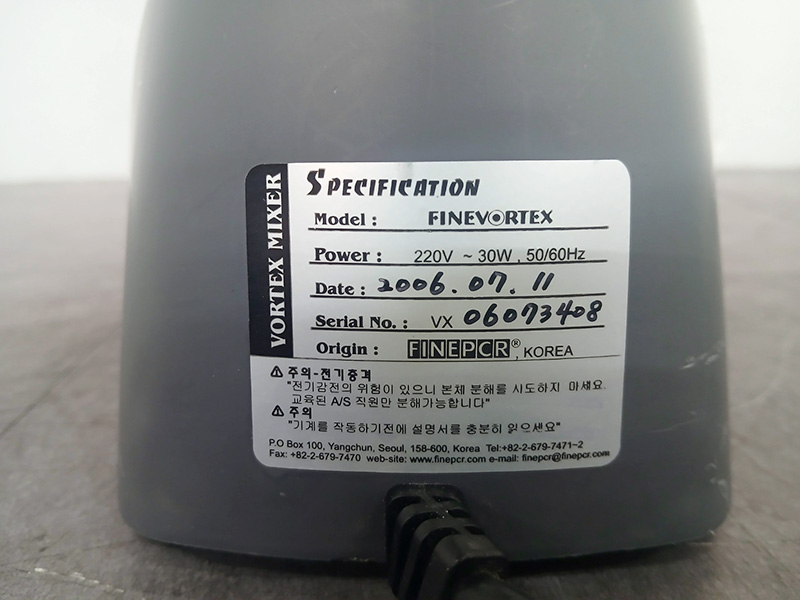 VORTEX MIXER
SPECIFICATION
Model : FINEVORTEX
Power : 220V ~ 30W , 50/60Hz
Date : 2006.07.11
Serial No. : VX 06073408
Origin : FINEPCR® , KOREA
⚠ 주의-전기충격
"전기감전의 위험이 있으니 본체 분해를 시도하지 마세요.
교육된 A/S 직원만 분해가능합니다"
⚠ 주의
"기계를 작동하기전에 설명서를 충분히 읽으세요"
P.O Box 100, Yangchun, Seoul, 158-600, Korea Tel:+82-2-679-7471~2
Fax: +82-2-679-7470 web-site: www.finepcr.com e-mail: finepcr@finepcr.com